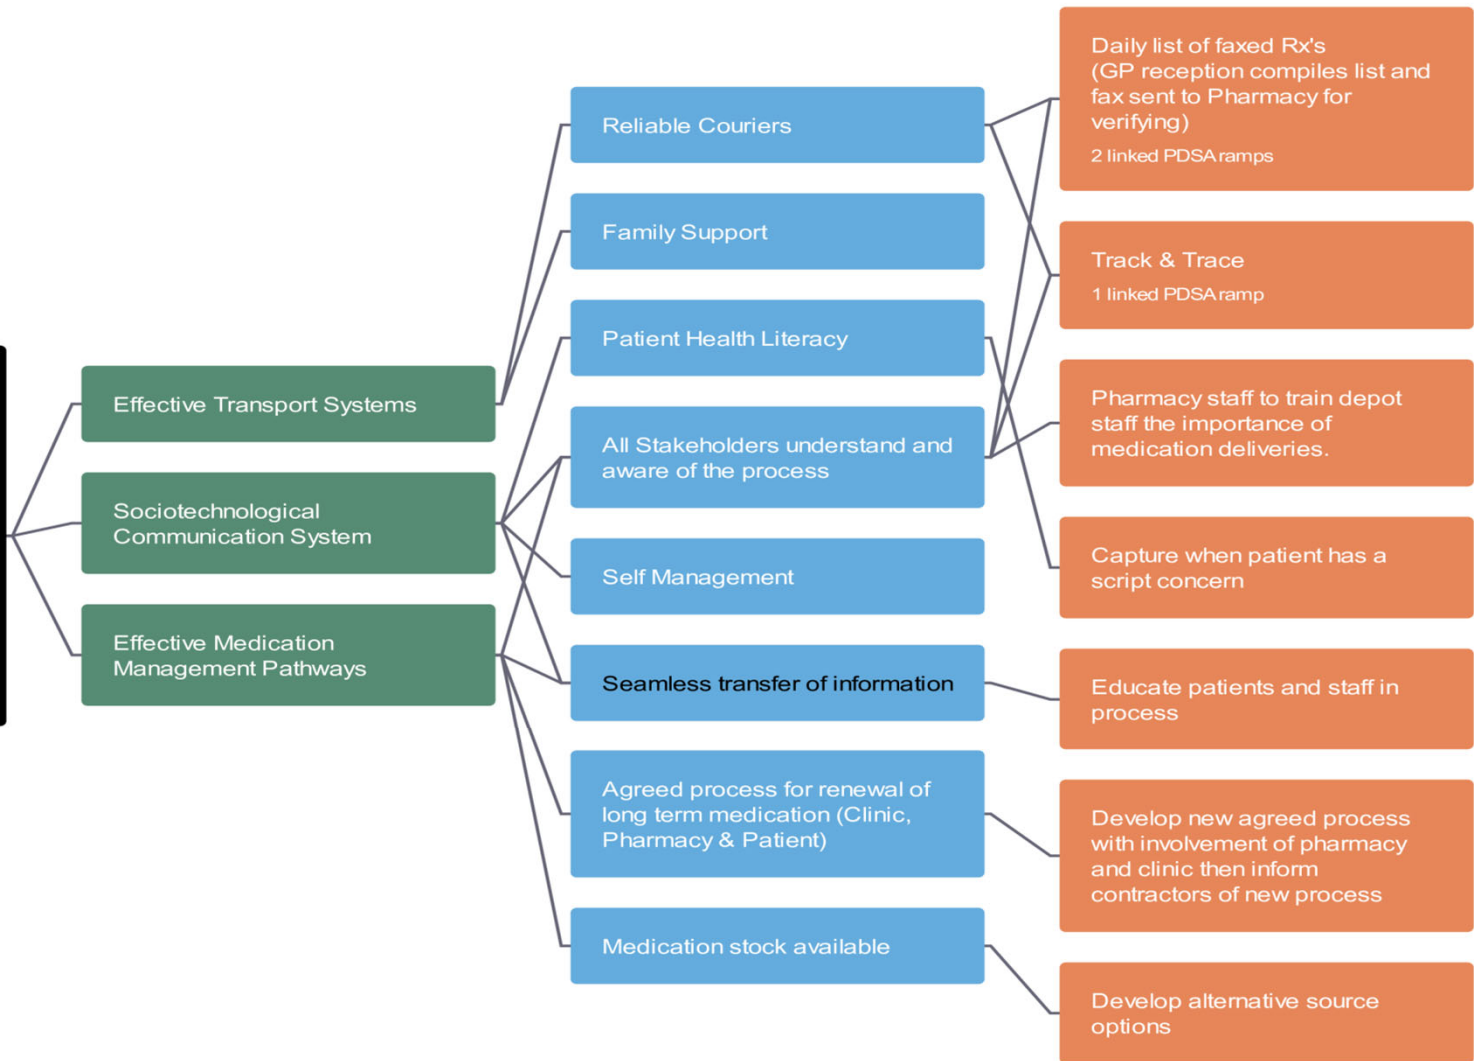 Effective Transport Systems
Sociotechnological
Communication System
Effective Medication
Management Pathways
Reliable Couriers
Family Support
Patient Health Literacy
All Stakeholders understand and
aware of the process
Self Management
Seamless transfer of information
Agreed process for renewal of
long term medication (Clinic,
Pharmacy & Patient)
Medication stock available
Daily list of faxed Rx's
(GP reception compiles list and
fax sent to Pharmacy for
verifying)
2 linked PDSA ramps
Track & Trace
1 linked PDSA ramp
Pharmacy staff to train depot
staff the importance of
medication deliveries.
Capture when patient has a
script concern
Educate patients and staff in
process
Develop new agreed process
with involvement of pharmacy
and clinic then inform
contractors of new process
Develop alternative source
options